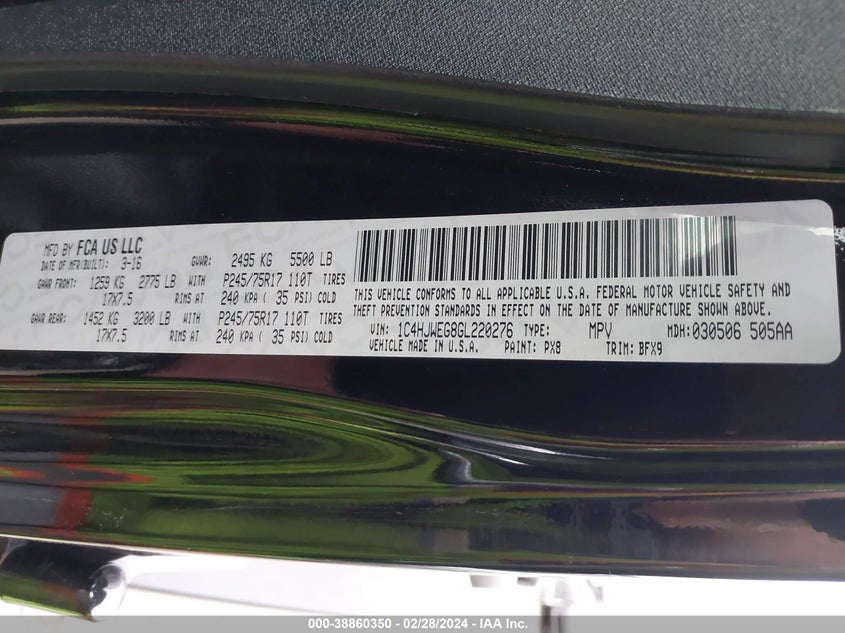 MFD BY FCA US LLC
DATE OF MFR(BUILT): 3-16 GVWR: 2495 KG 5500 LB
GAWR FRONT: 1259 KG 2775 LB WITH P245/75R17 110T TIRES
17X7.5 RIMS AT 240 KPA ( 35 PSI) COLD
GAWR REAR: 1452 KG 3200 LB WITH P245/75R17 110T TIRES
17X7.5 RIMS AT 240 KPA ( 35 PSI) COLD
THIS VEHICLE CONFORMS TO ALL APPLICABLE U.S.A. FEDERAL MOTOR VEHICLE SAFETY AND
THEFT PREVENTION STANDARDS IN EFFECT ON THE DATE OF MANUFACTURE SHOWN ABOVE.
VIN: 1C4HJWEG8GL220276 TYPE: MPV MDH:030506 505AA
VEHICLE MADE IN U.S.A. PAINT: PX8 TRIM: BFX9
000-38860350 - 02/28/2024 - IAA Inc.